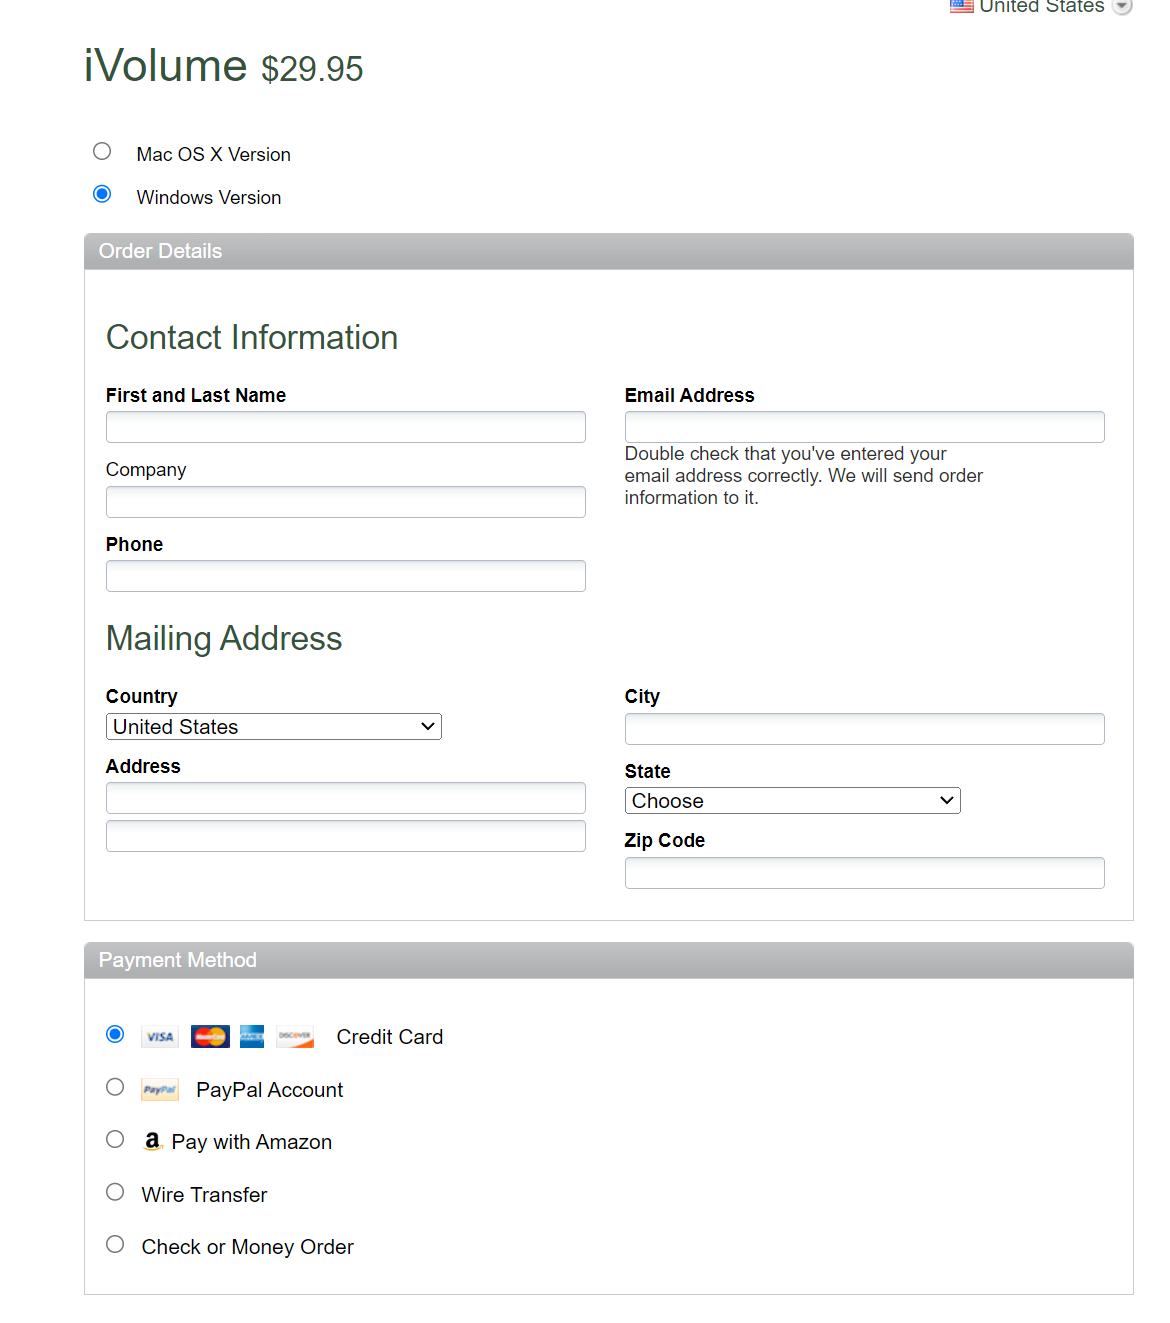 United States
iVolume $29.95
Mac OS X Version
Windows Version
Order Details
Contact Information
First and Last Name
Company
Phone
Email Address
Double check that you've entered your
email address correctly. We will send order
information to it.
Mailing Address
Country
United States
Address
City
State
Choose
Zip Code
Payment Method
VISA MasterCard AMEX DISCOVER Credit Card
PayPal PayPal Account
a Pay with Amazon
Wire Transfer
Check or Money Order